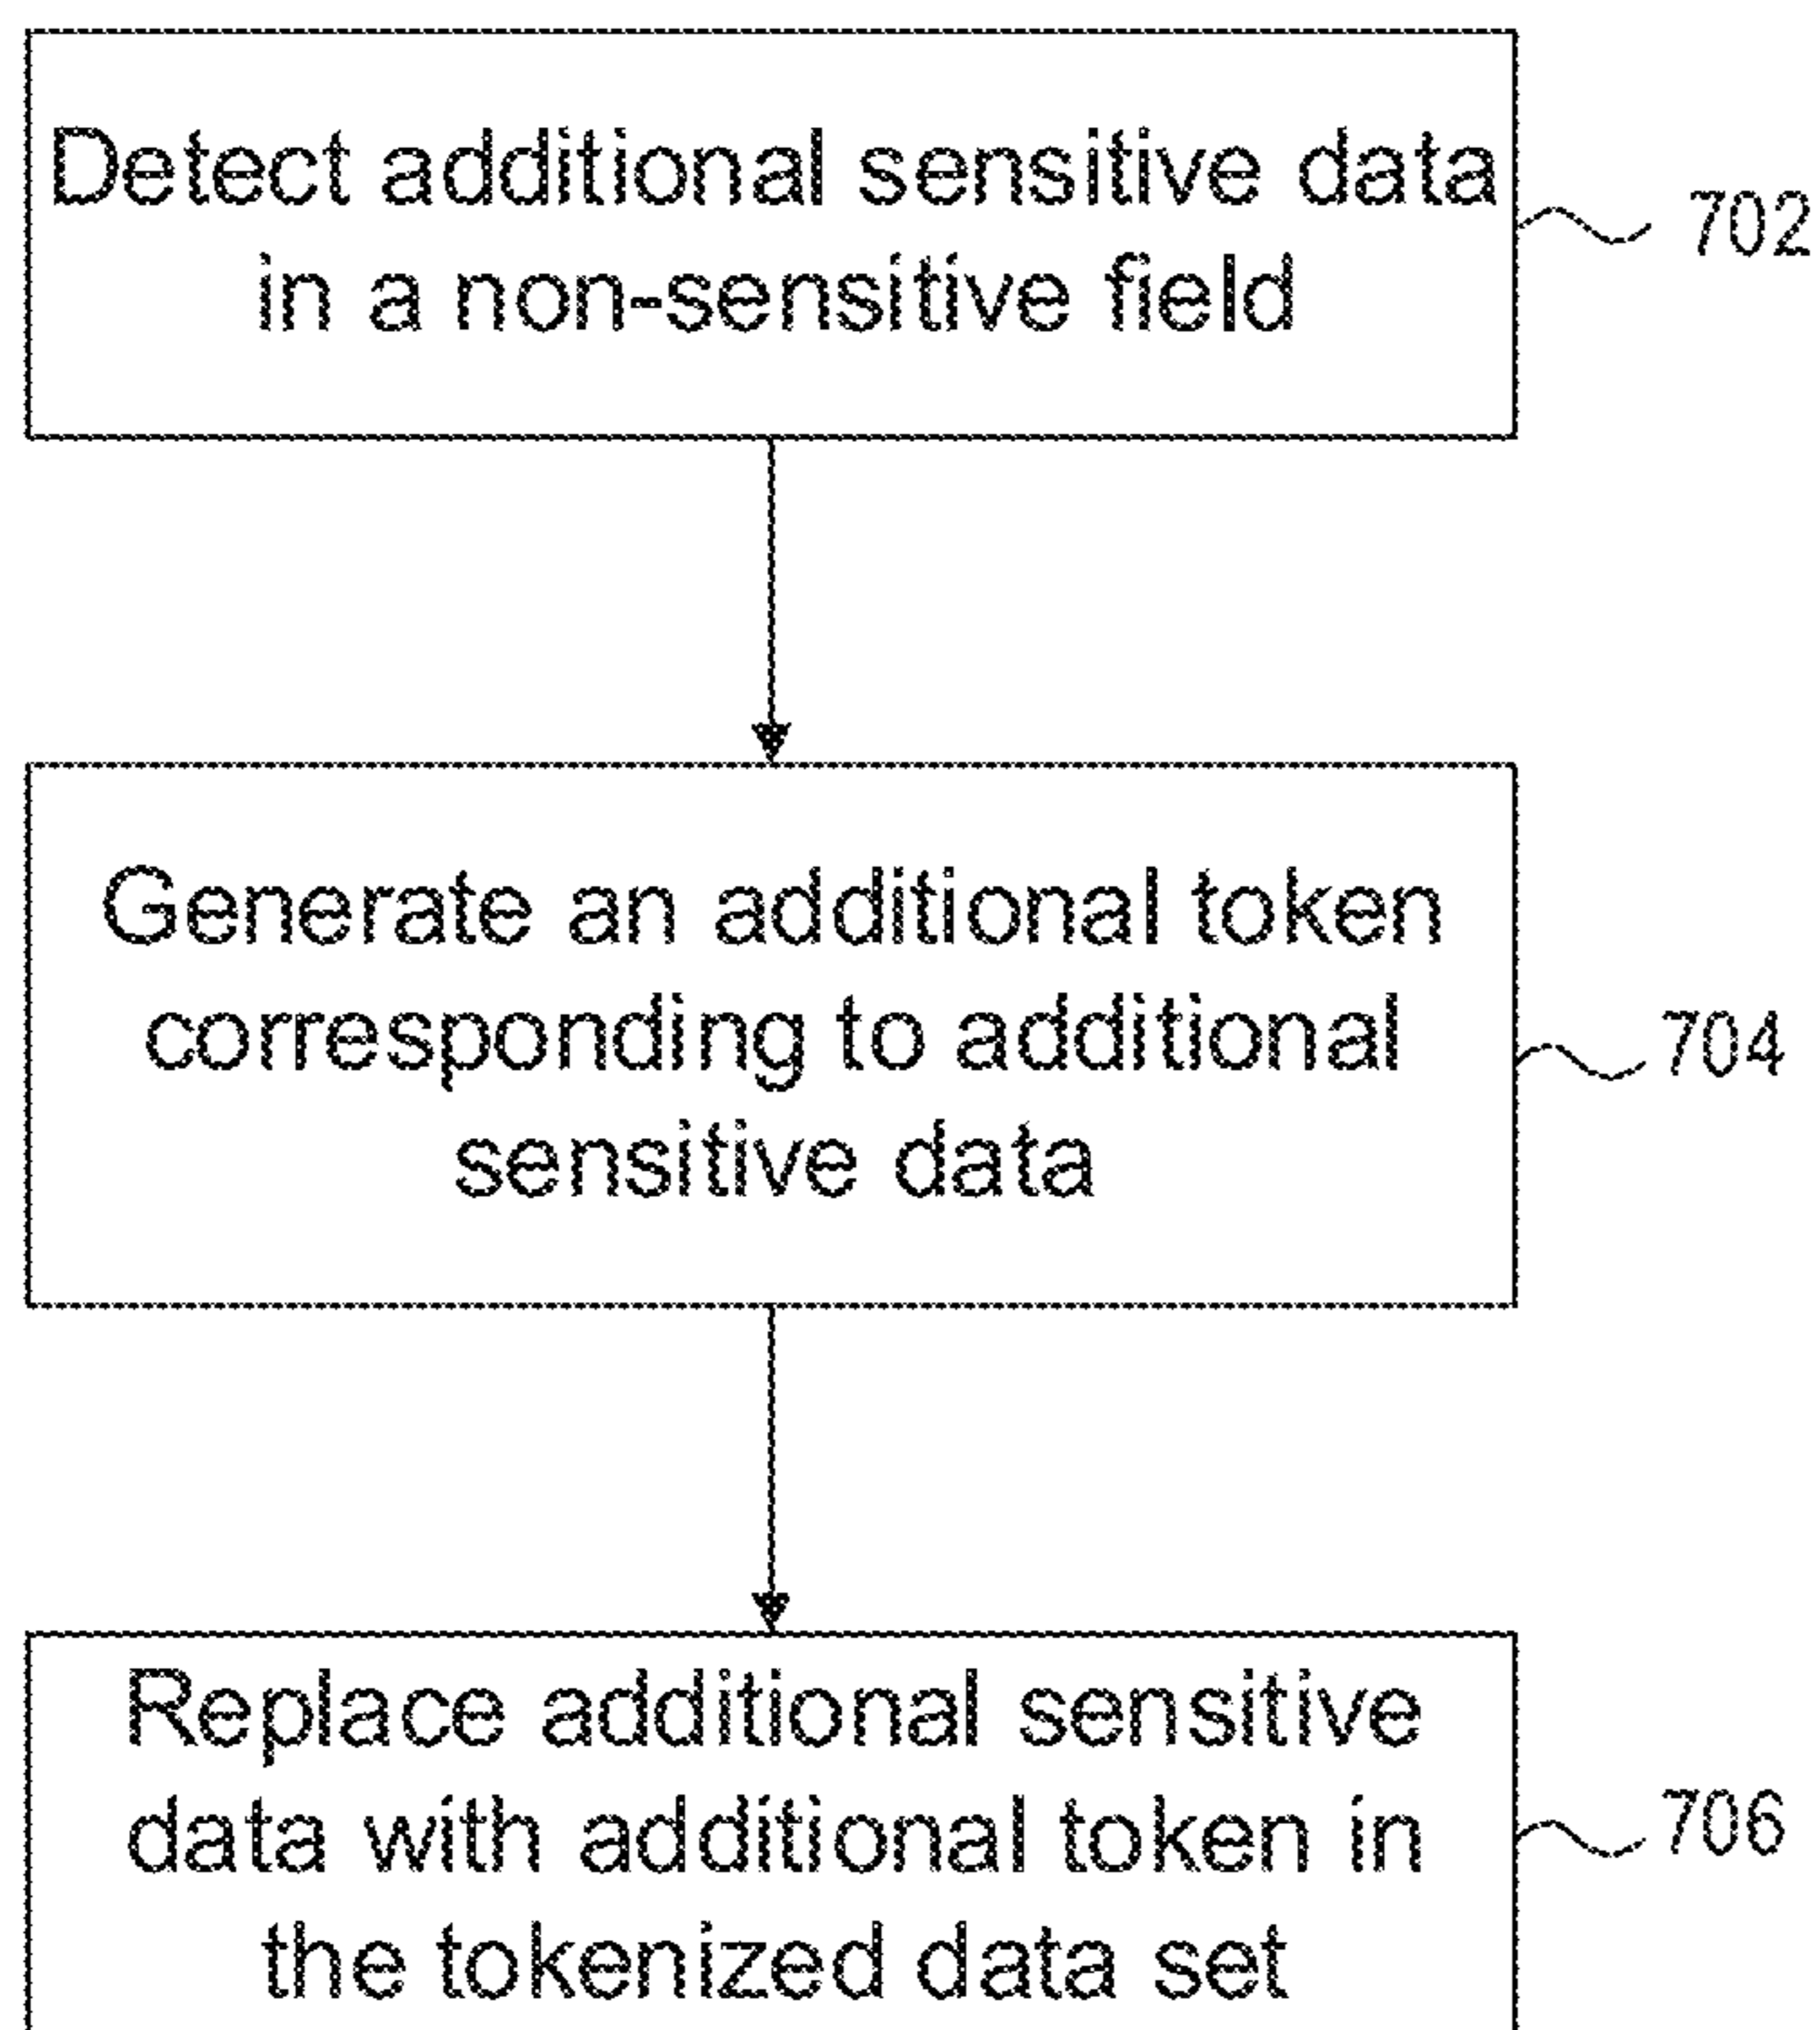 Detect additional sensitive data
in a non-sensitive field
702
Generate an additional token
corresponding to additional
sensitive data
704
Replace additional sensitive
data with additional token in
the tokenized data set
706